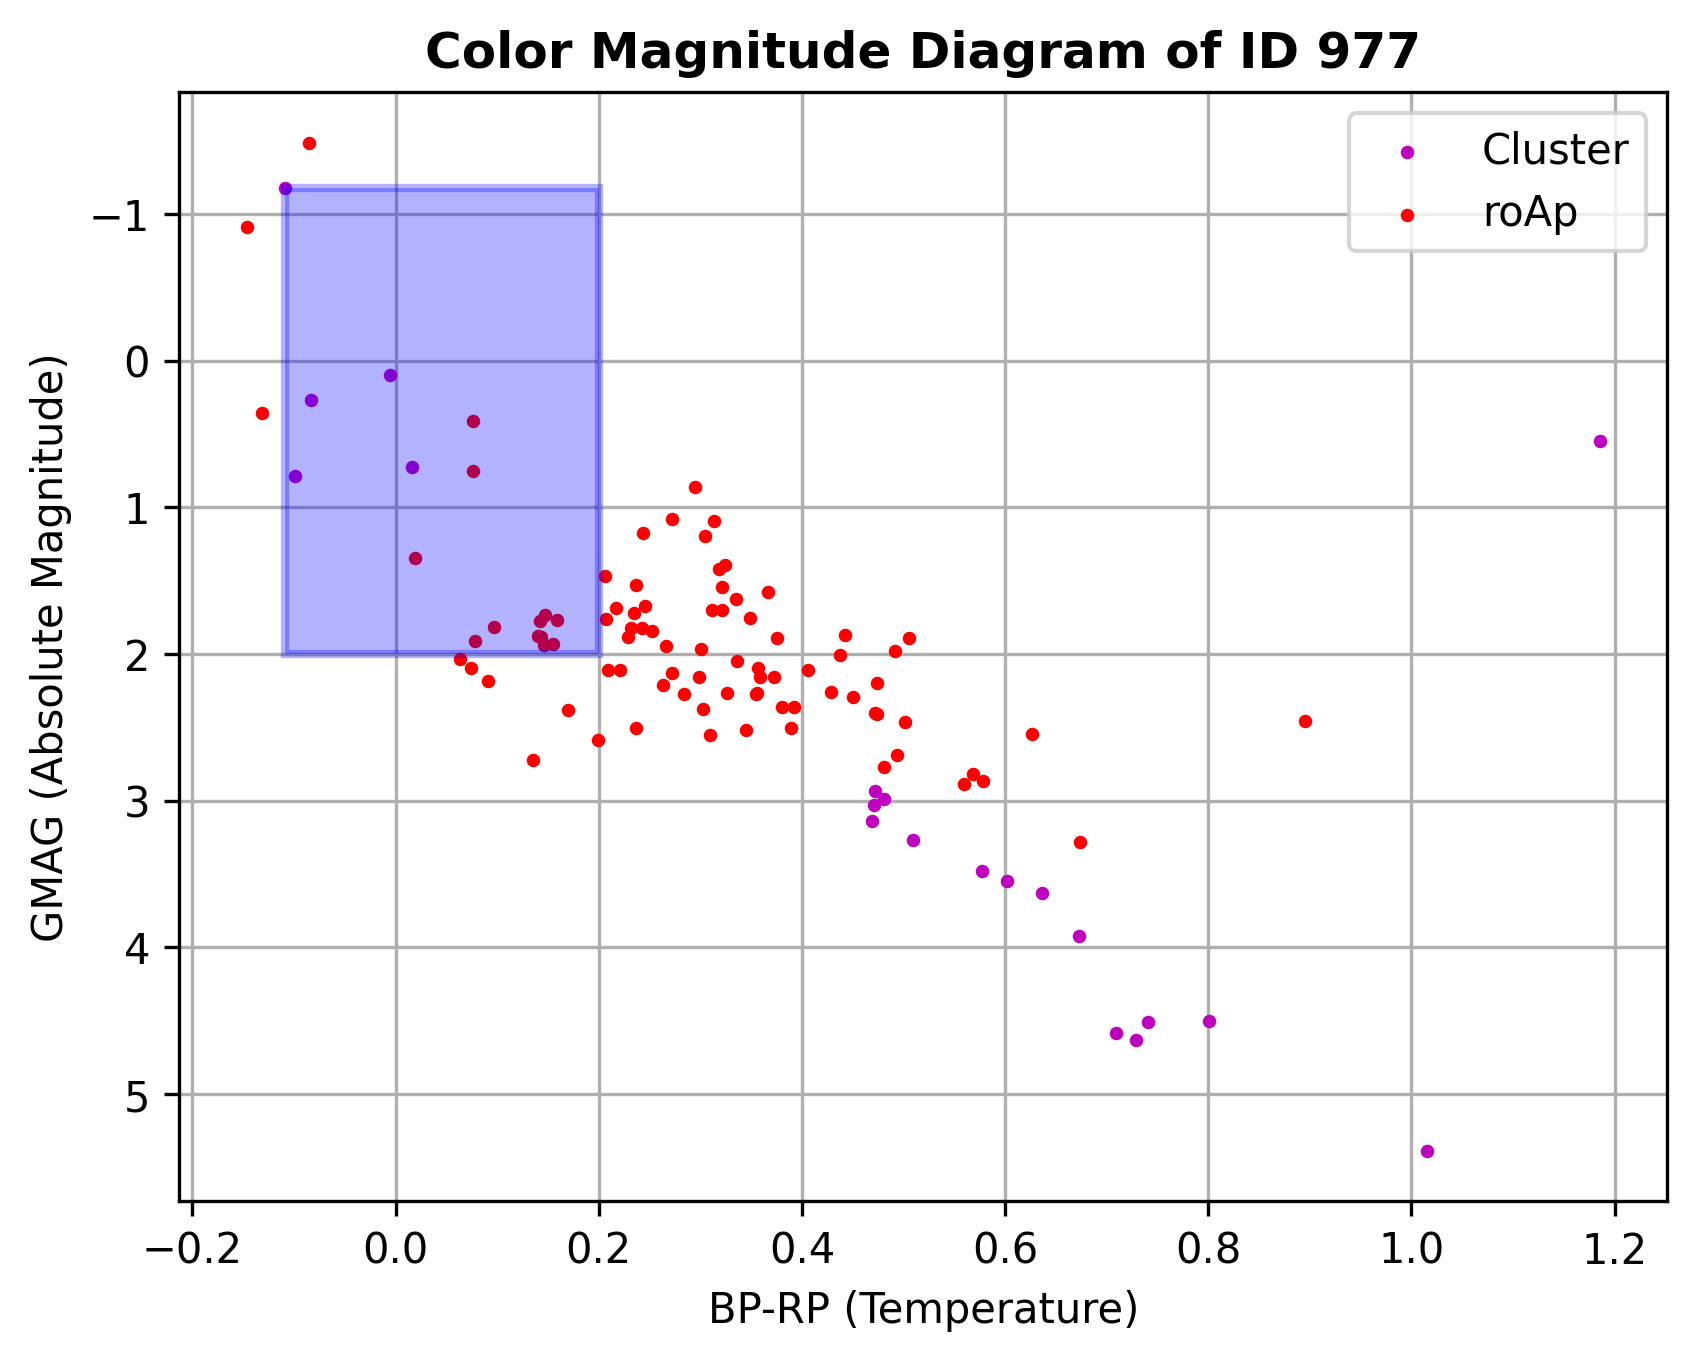 Color Magnitude Diagram of ID 977
Cluster
roAp
GMAG (Absolute Magnitude)
−1
0
1
2
3
4
5
−0.2 0.0 0.2 0.4 0.6 0.8 1.0 1.2
BP-RP (Temperature)